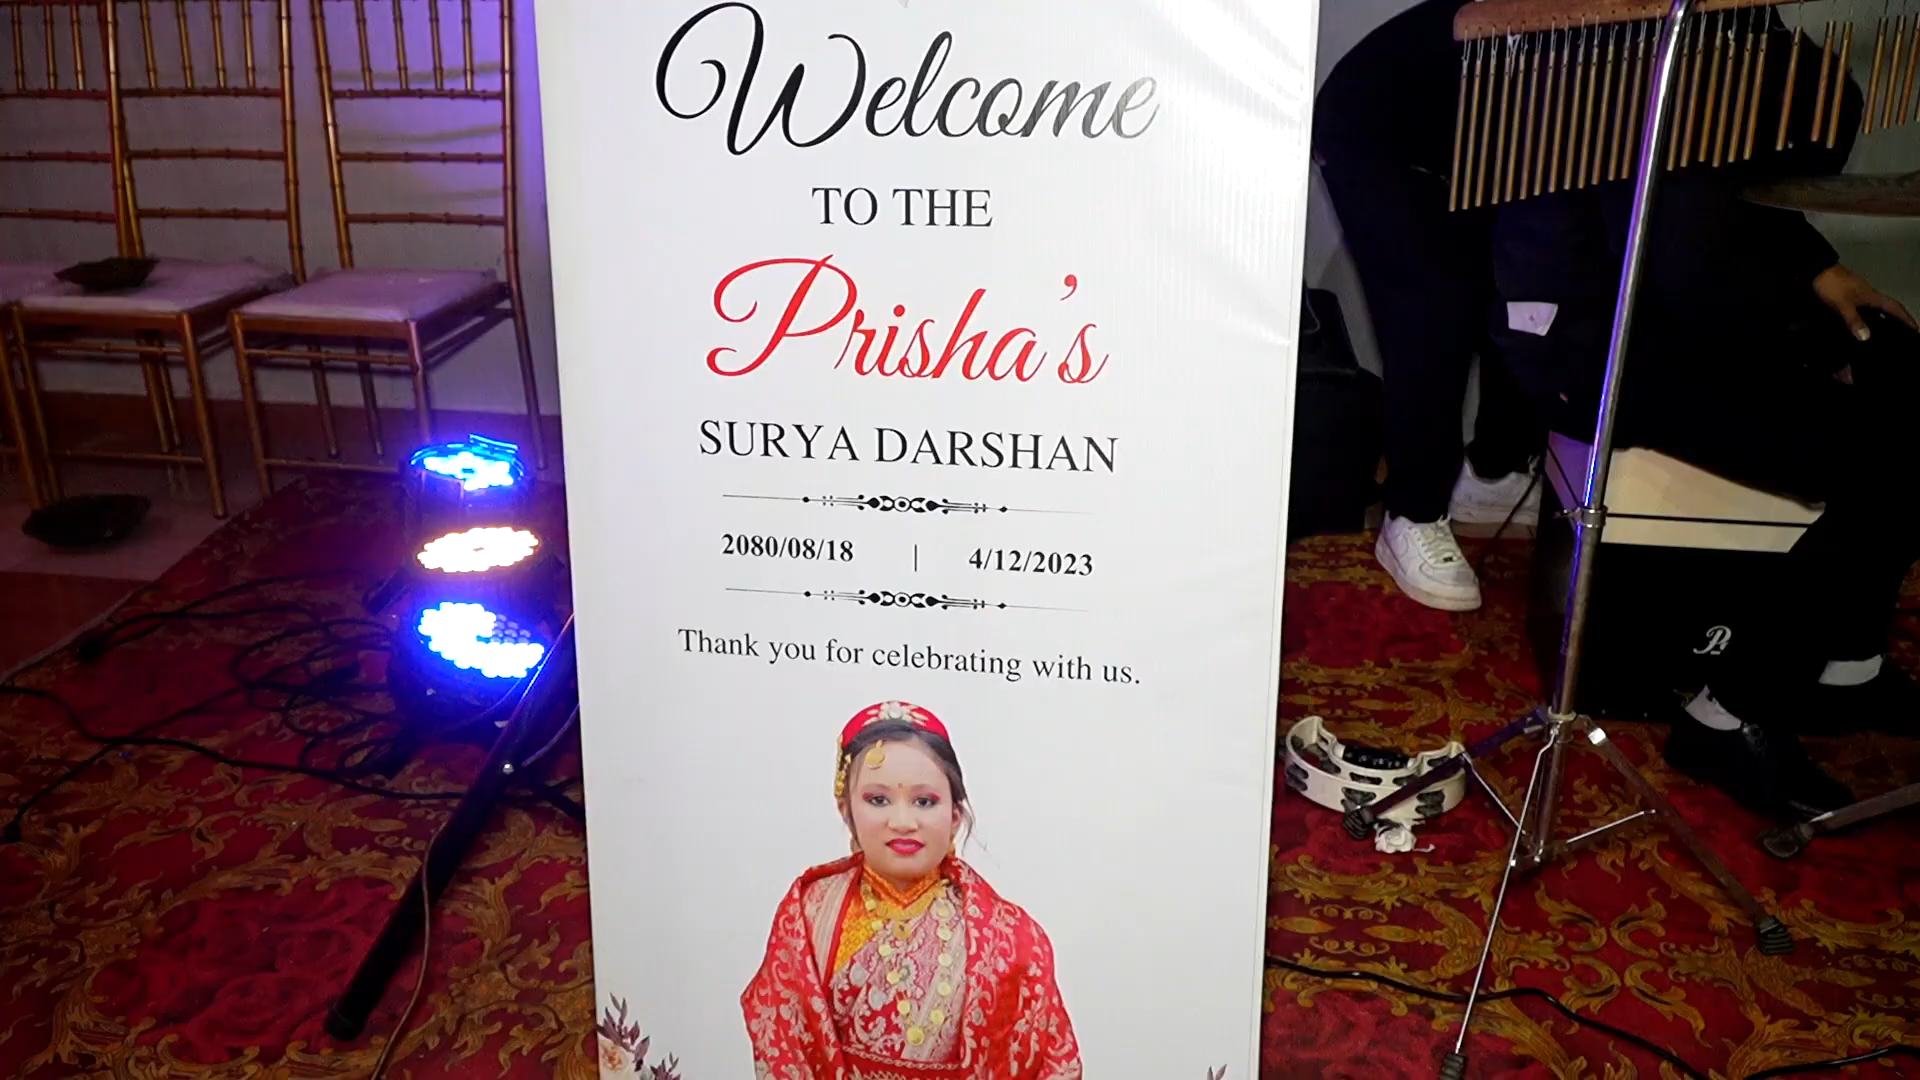 Welcome
TO THE
Prisha's
SURYA DARSHAN
2080/08/18 | 4/12/2023
Thank you for celebrating with us.